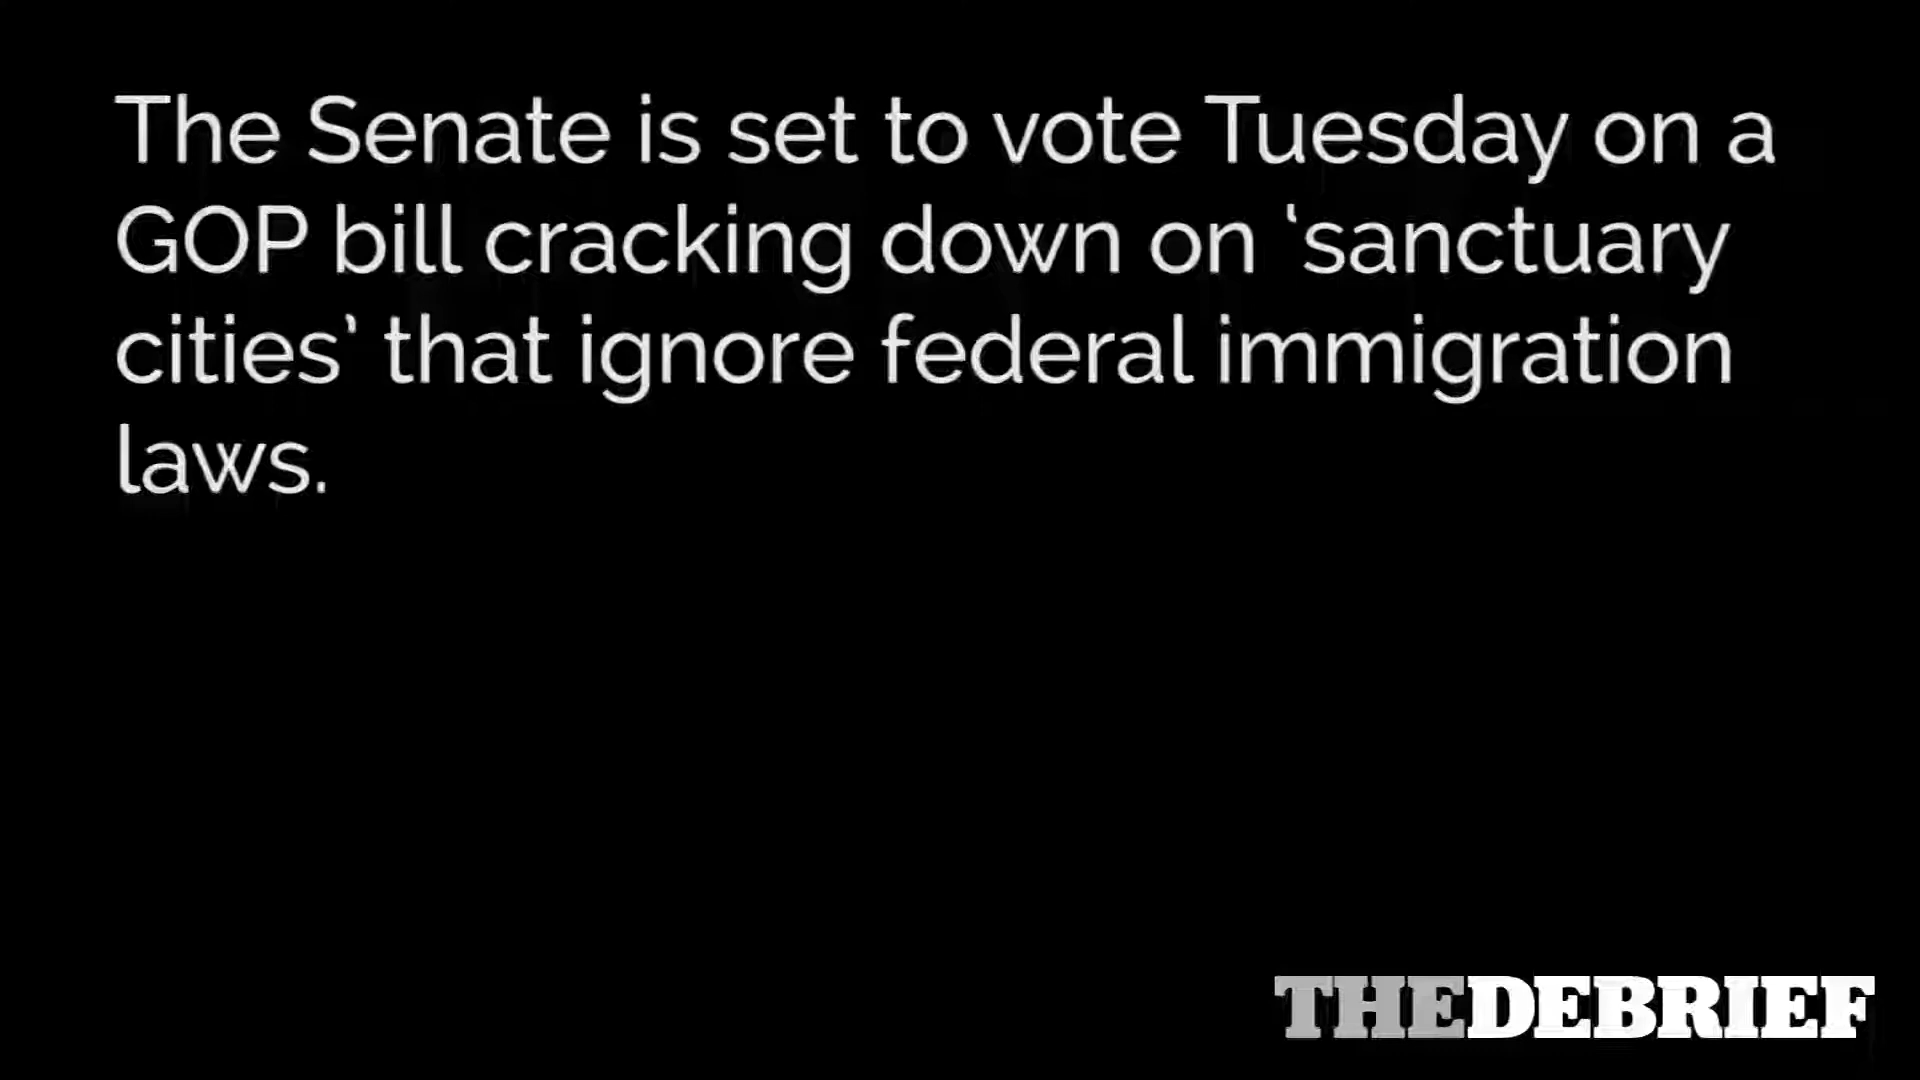 The Senate is set to vote Tuesday on a
GOP bill cracking down on ‘sanctuary
cities’ that ignore federal immigration
laws.
THEDEBRIEF